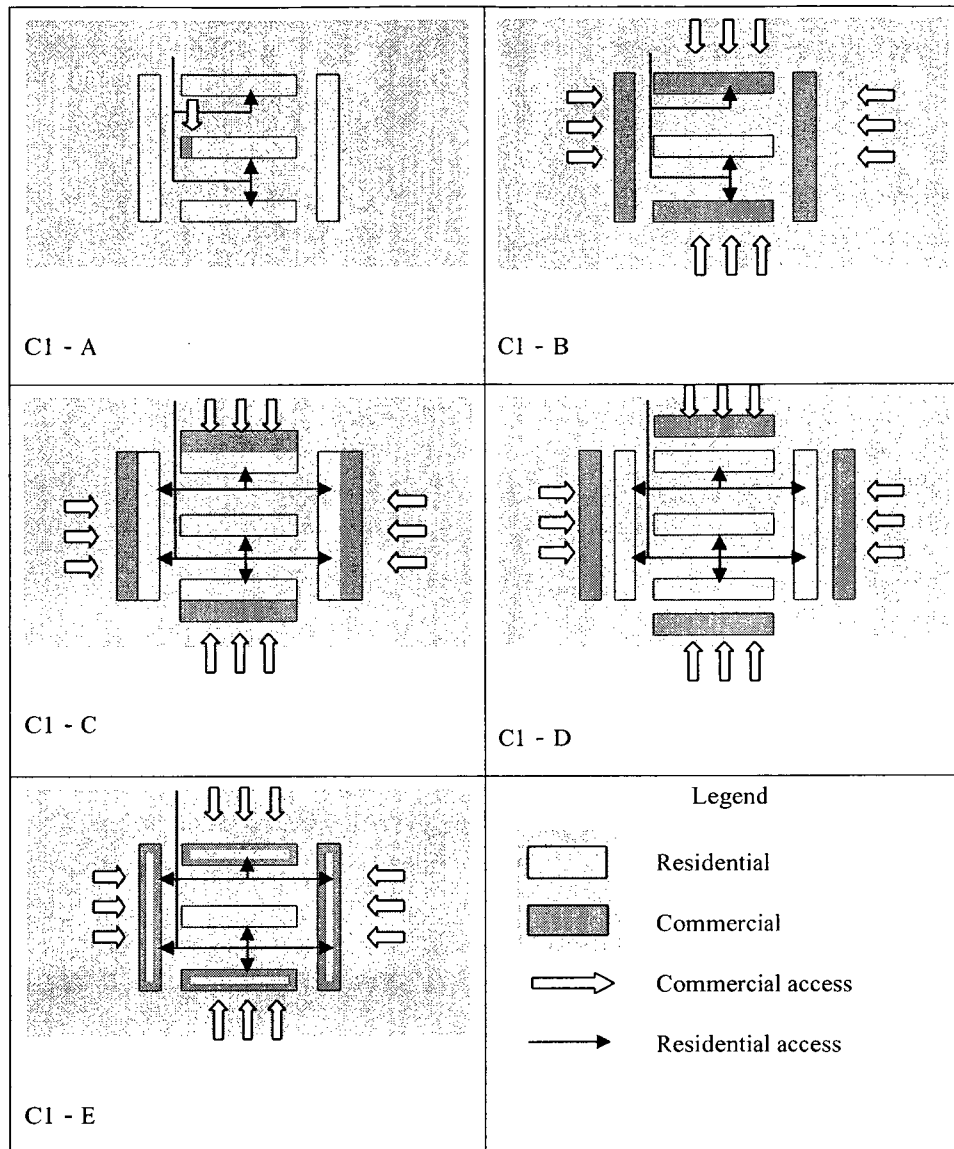 C1 - A
C1 - B
C1 - C
C1 - D
C1 - E
Legend
Residential
Commercial
Commercial access
Residential access